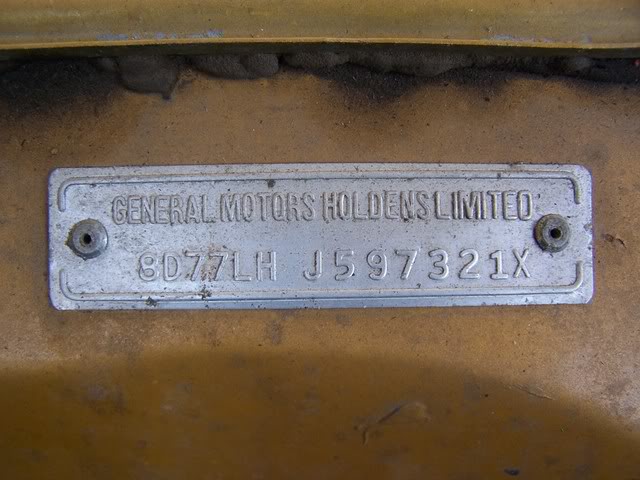 GENERAL MOTORS HOLDENS LIMITED
8D77LH J597321X